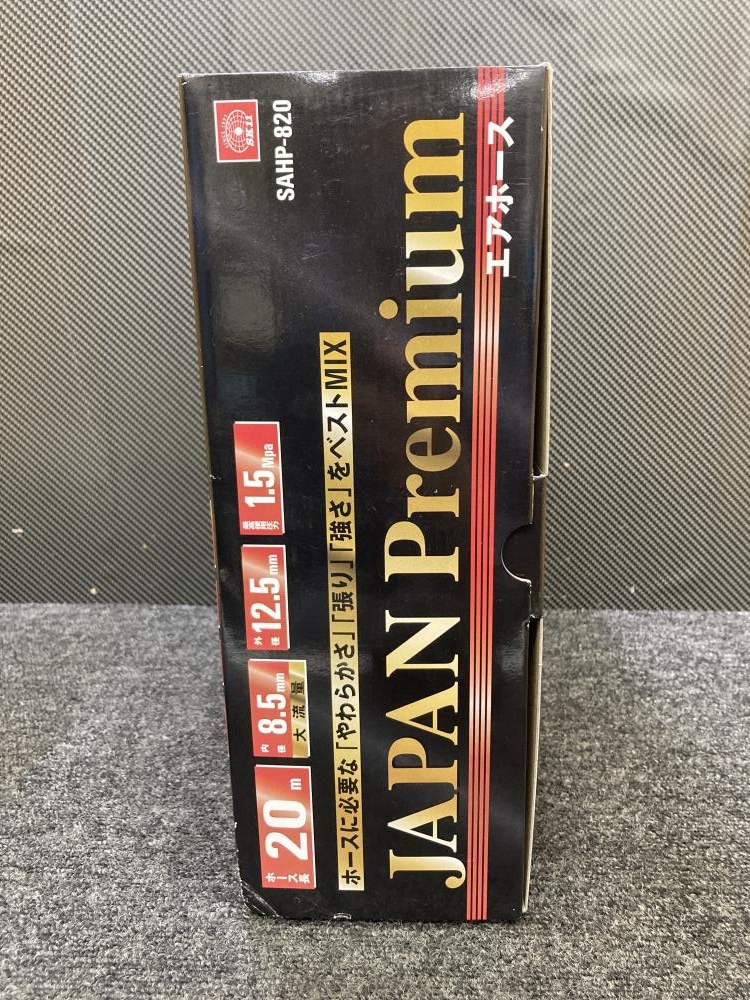 SK11
SAHP-820
ホース長 20m
内径 8.5mm
大流量
外径 12.5mm
最高使用圧力 1.5Mpa
ホースに必要な「やわらかさ」「張り」「強さ」をベストMIX
JAPAN Premium
エアホース